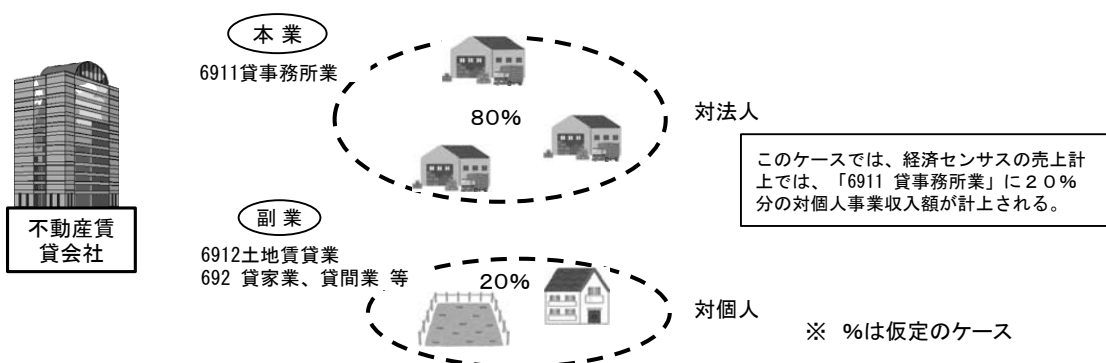 本 業
6911貸事務所業
80%
対法人
このケースでは、経済センサスの売上計
上では、「6911 貸事務所業」に20%
分の対個人事業収入額が計上される。
不動産賃
貸会社
副 業
6912土地賃貸業
692 貸家業、貸間業 等
20%
対個人
※ %は仮定のケース